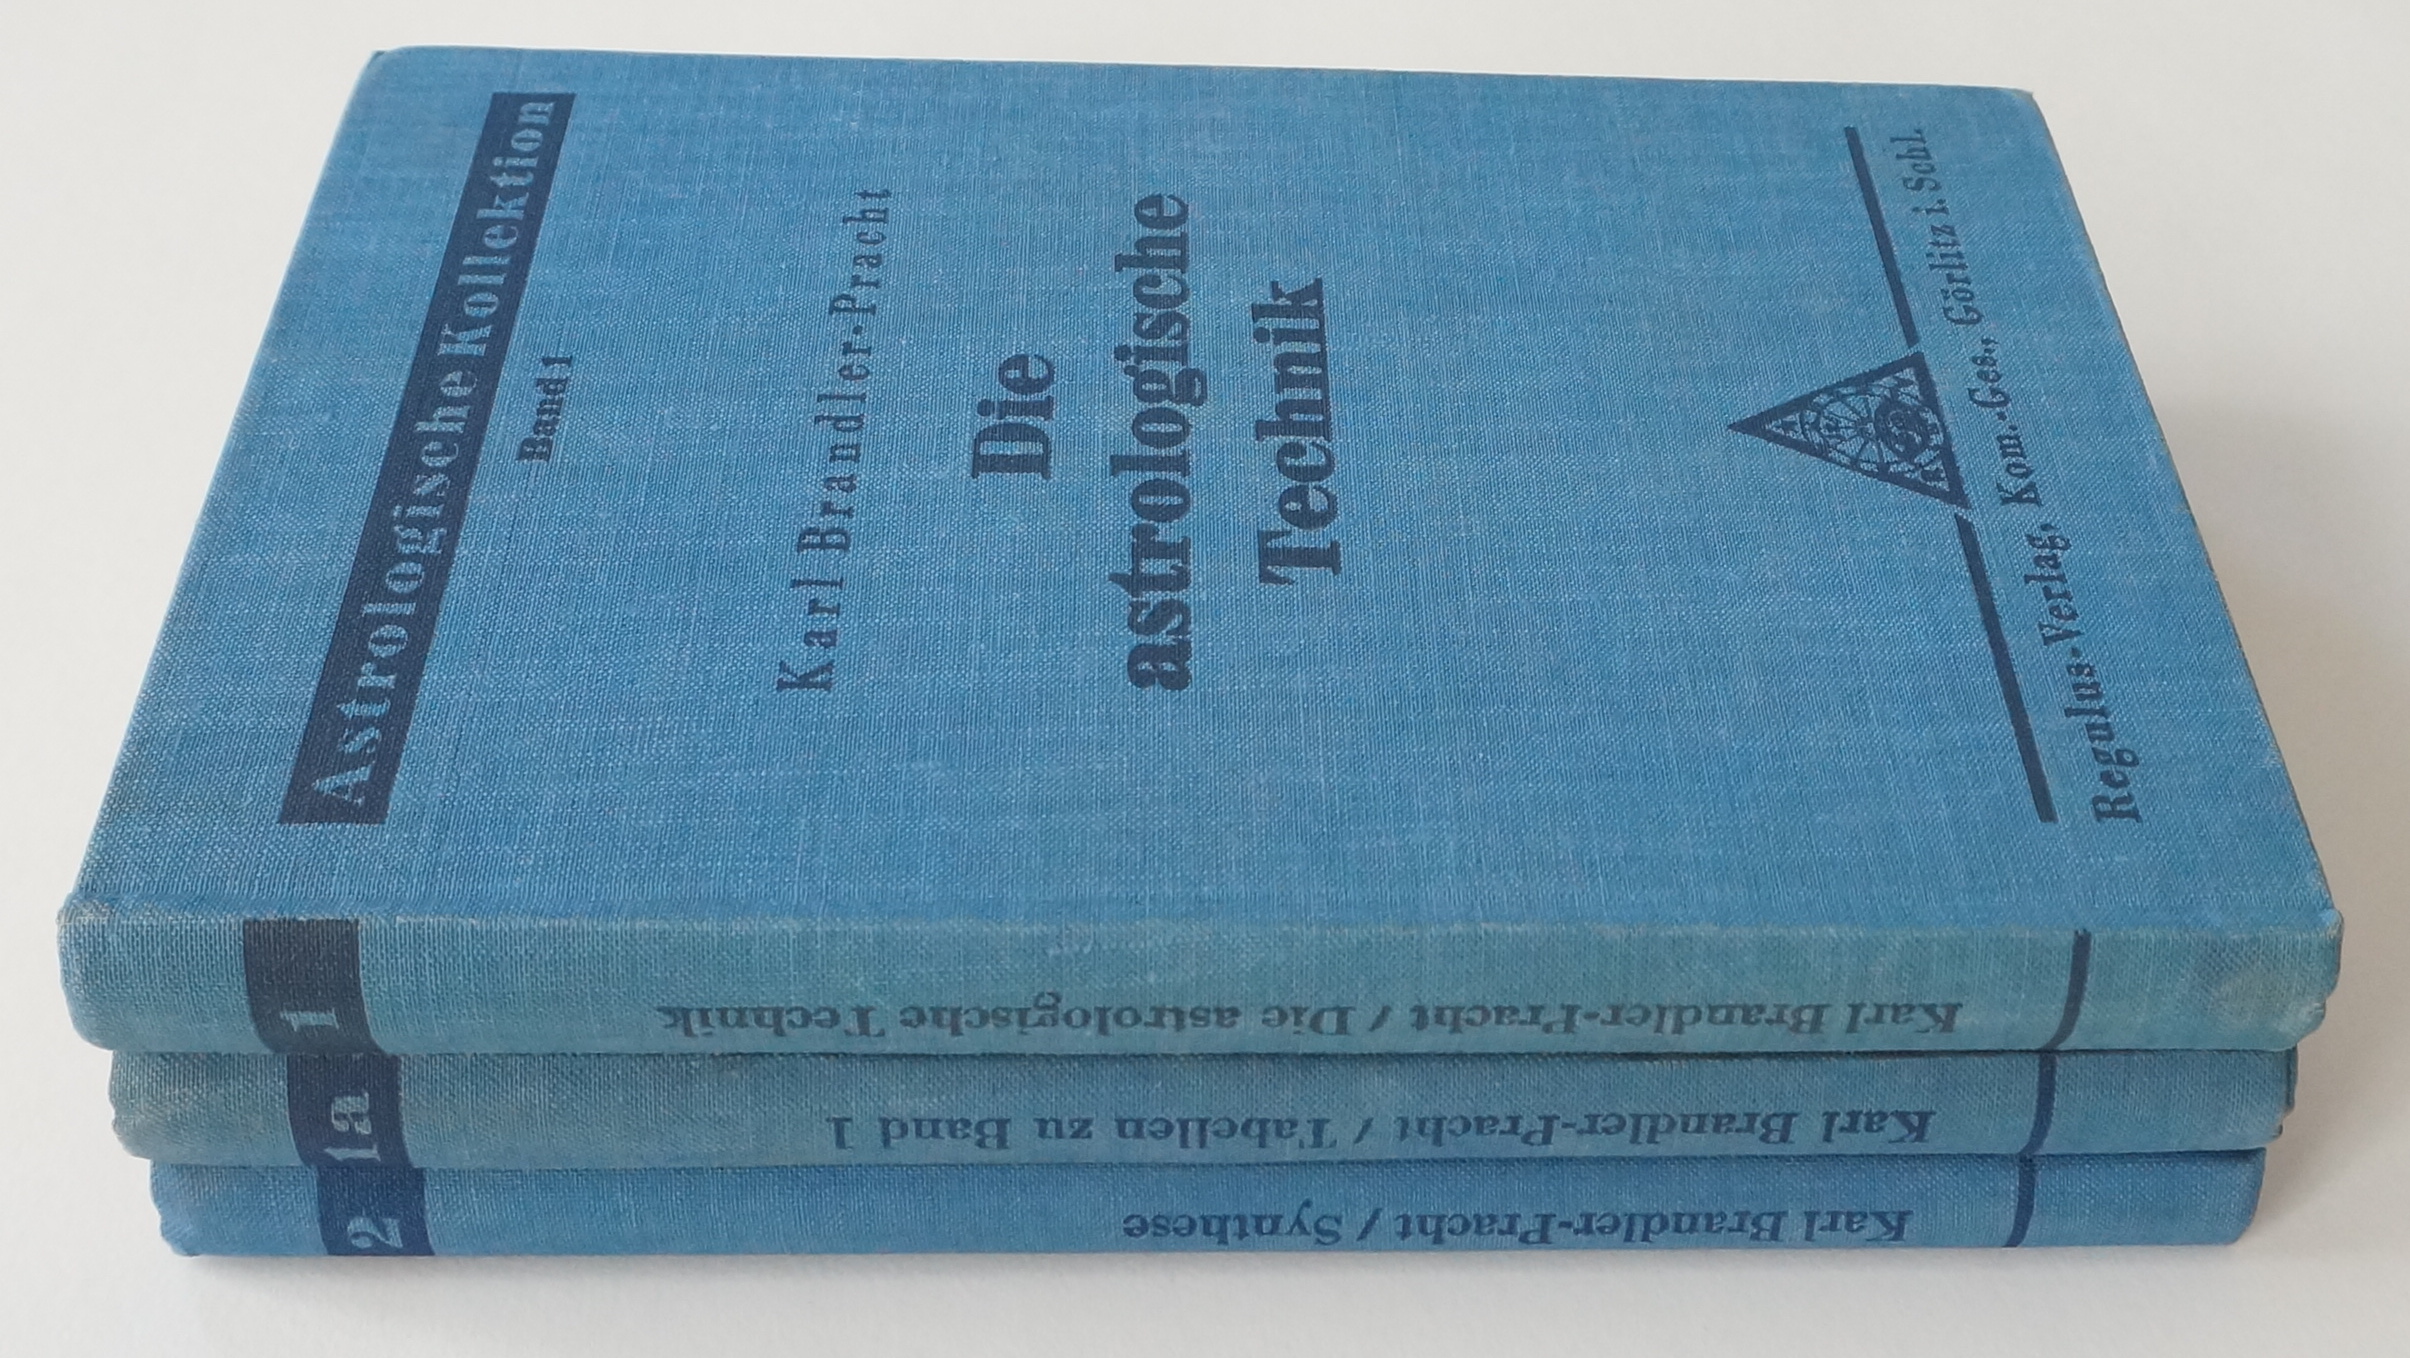 Astrologische Kollektion
Band 1
Karl Brandler-Pracht
Die
astrologische
Technik
Regulus-Verlag, Kom.-Ges., Görlitz i. Schl.
1
Karl Brandler-Pracht / Die astrologische Technik
1a
Karl Brandler-Pracht / Tabellen zu Band 1
2
Karl Brandler-Pracht / Synthese